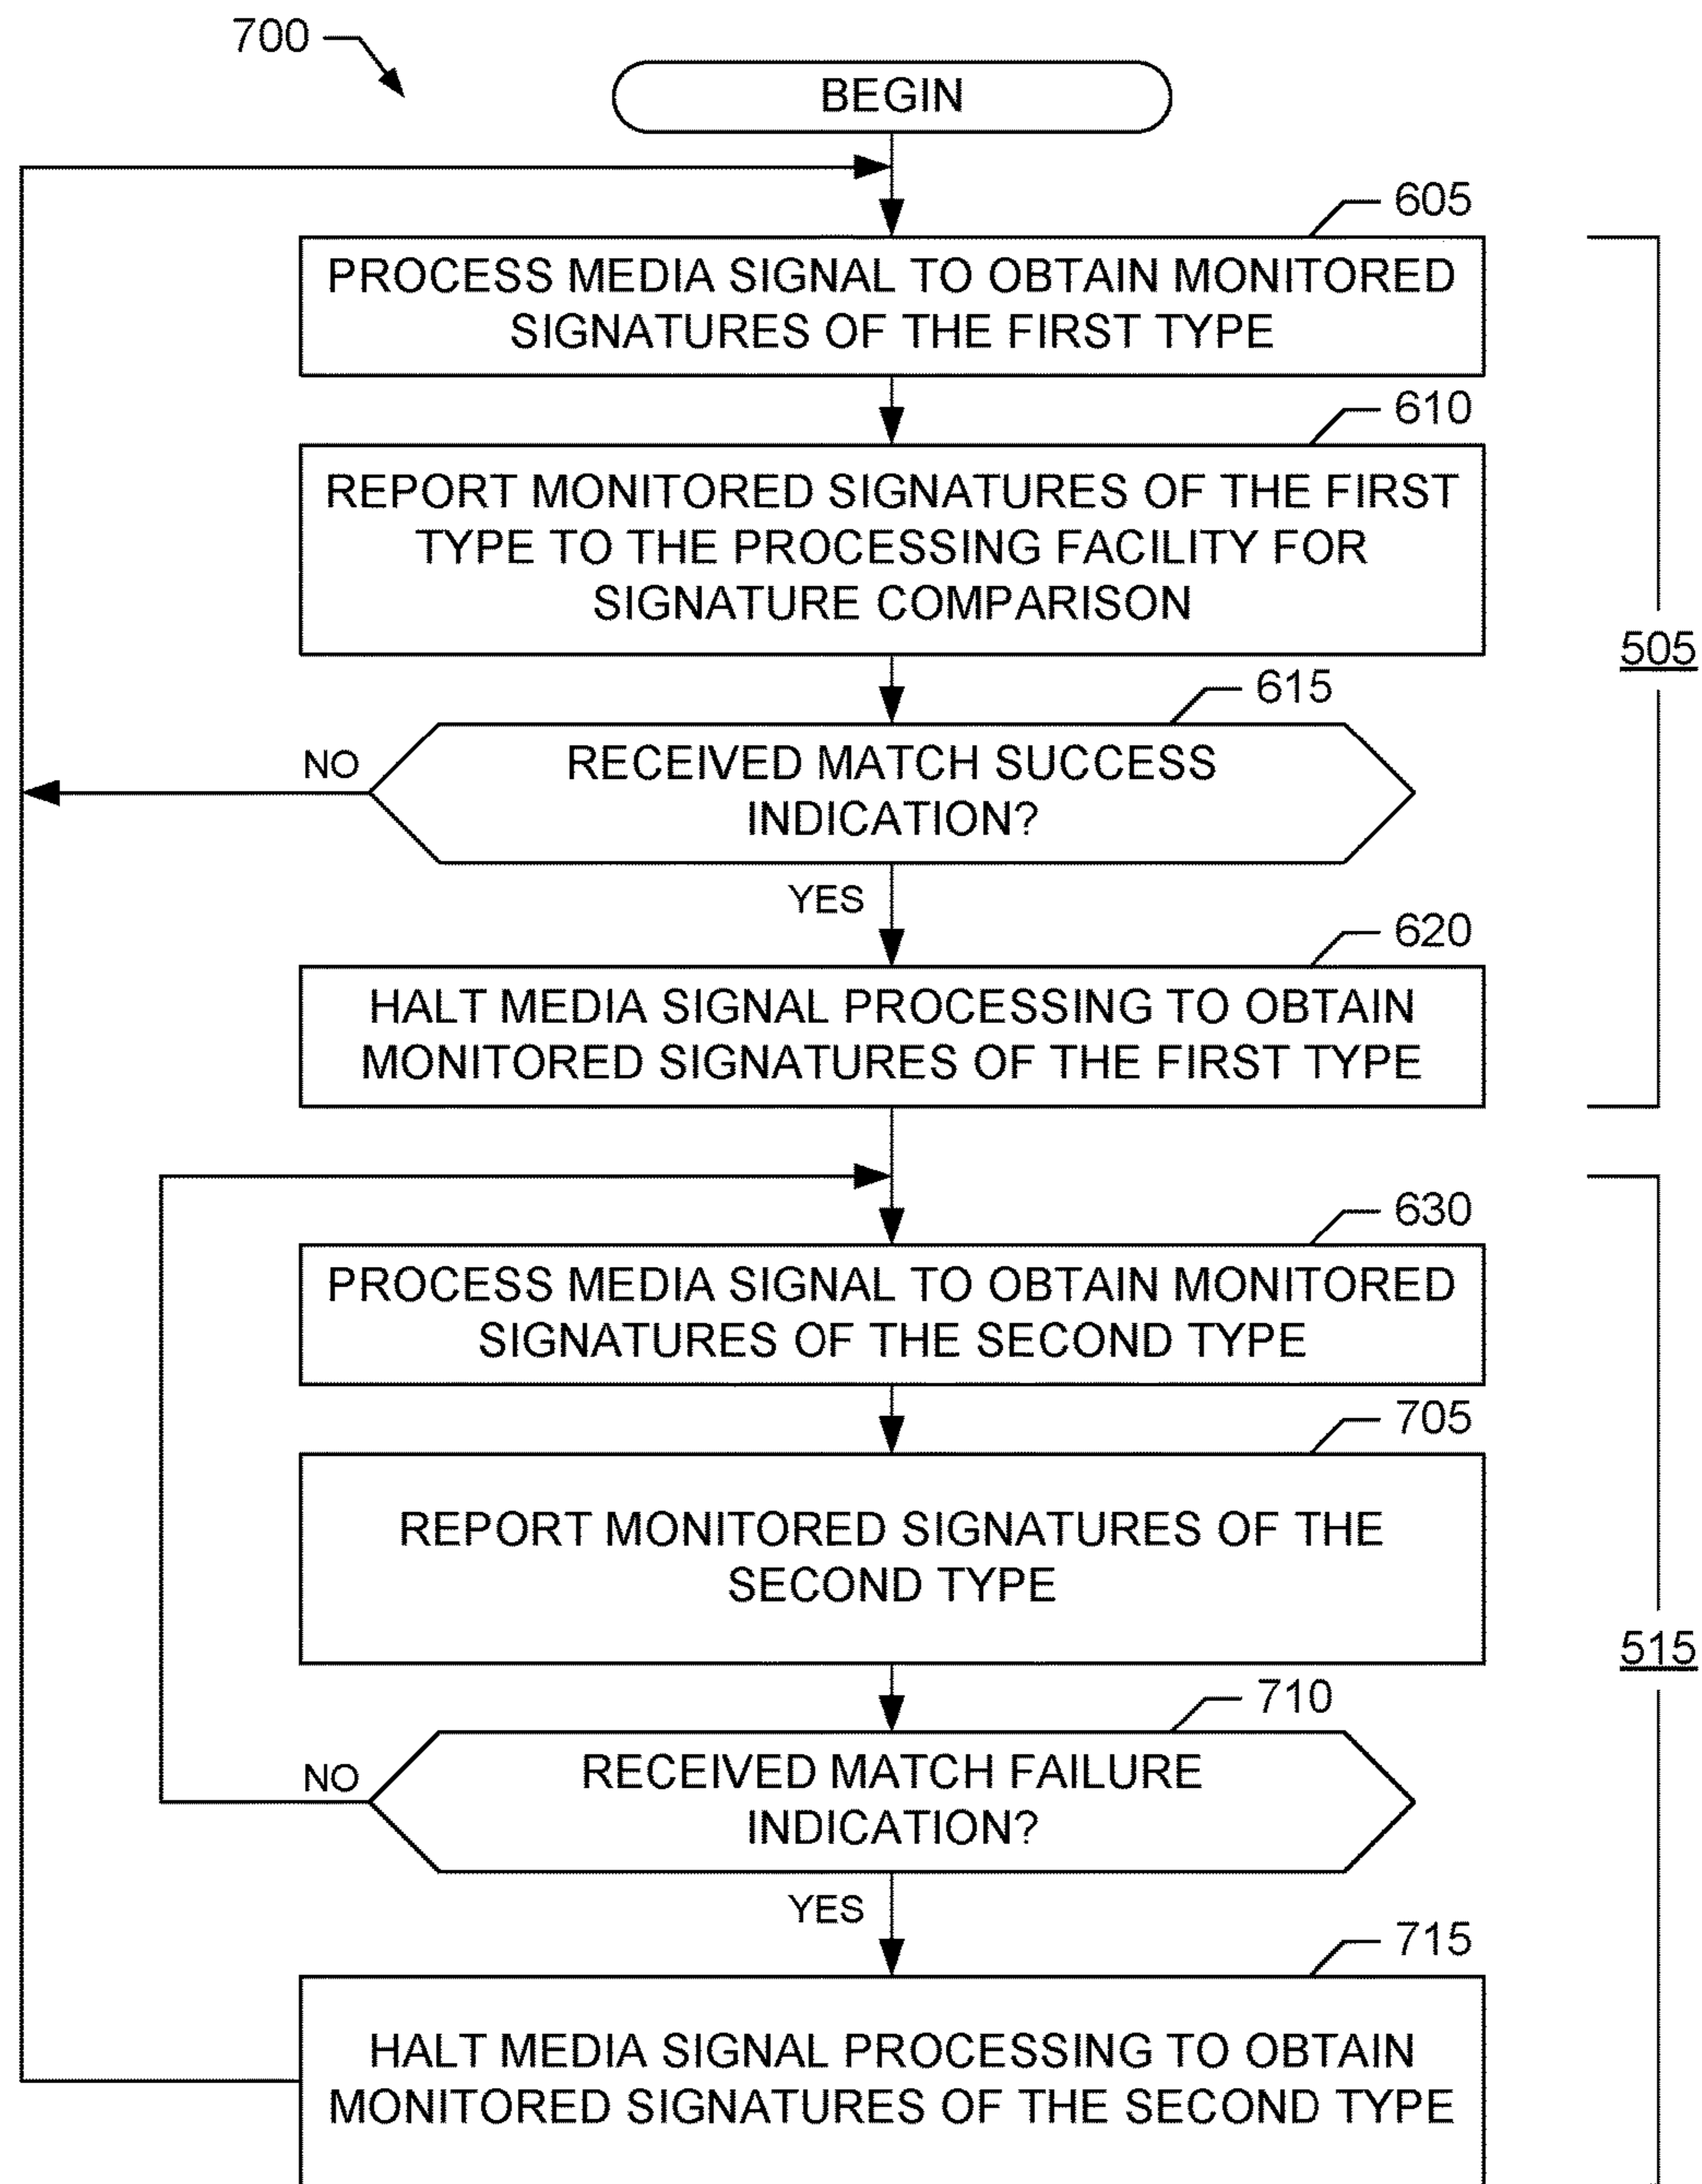 700
BEGIN
605
PROCESS MEDIA SIGNAL TO OBTAIN MONITORED
SIGNATURES OF THE FIRST TYPE
610
REPORT MONITORED SIGNATURES OF THE FIRST
TYPE TO THE PROCESSING FACILITY FOR
SIGNATURE COMPARISON
505
615
NO
RECEIVED MATCH SUCCESS
INDICATION?
YES
620
HALT MEDIA SIGNAL PROCESSING TO OBTAIN
MONITORED SIGNATURES OF THE FIRST TYPE
630
PROCESS MEDIA SIGNAL TO OBTAIN MONITORED
SIGNATURES OF THE SECOND TYPE
705
REPORT MONITORED SIGNATURES OF THE
SECOND TYPE
515
710
NO
RECEIVED MATCH FAILURE
INDICATION?
YES
715
HALT MEDIA SIGNAL PROCESSING TO OBTAIN
MONITORED SIGNATURES OF THE SECOND TYPE